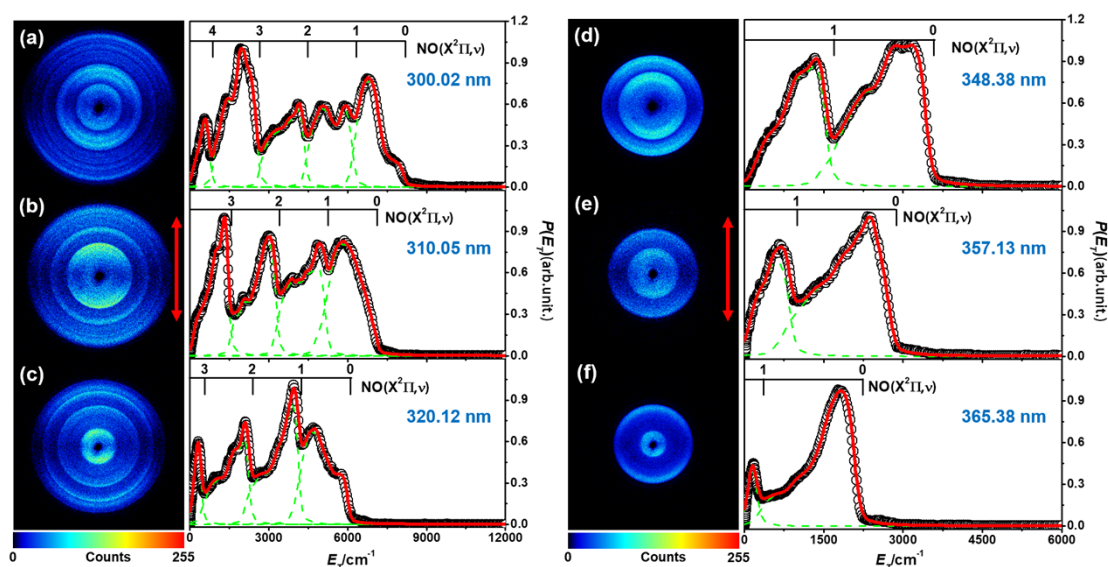 (a)
4 3 2 1 0
NO(X²Π,ν)
300.02 nm
1.2
0.9
0.6
0.3
0.0
(b)
3 2 1 0
NO(X²Π,ν)
310.05 nm
0.9
0.6
0.3
0.0
P(E_T)(arb.unit.)
(c)
3 2 1 0
NO(X²Π,ν)
320.12 nm
0.9
0.6
0.3
0.0
0 3000 6000 9000 12000
0 Counts 255
E_T/cm⁻¹
(d)
1 0
NO(X²Π,ν)
348.38 nm
1.2
0.9
0.6
0.3
0.0
(e)
1 0
NO(X²Π,ν)
357.13 nm
0.9
0.6
0.3
0.0
P(E_T)(arb.unit.)
(f)
1 0
NO(X²Π,ν)
365.38 nm
0.9
0.6
0.3
0.0
0 1500 3000 4500 6000
0 Counts 255
E_T/cm⁻¹